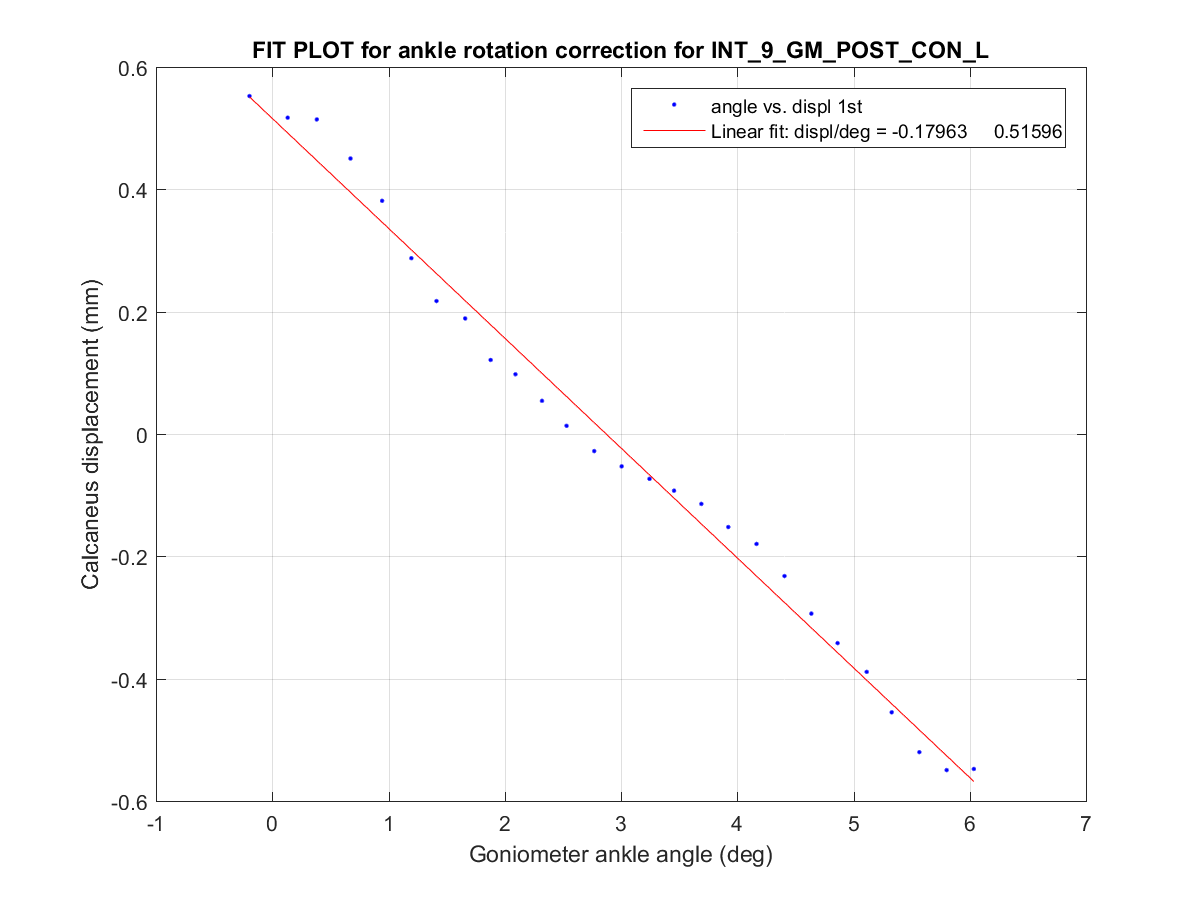 FIT PLOT for ankle rotation correction for INT_9_GM_POST_CON_L
0.6
angle vs. displ 1st
Linear fit: displ/deg = -0.17963     0.51596
0.4
0.2
0
-0.2
-0.4
-0.6
Calcaneus displacement (mm)
-1 0 1 2 3 4 5 6 7
Goniometer ankle angle (deg)